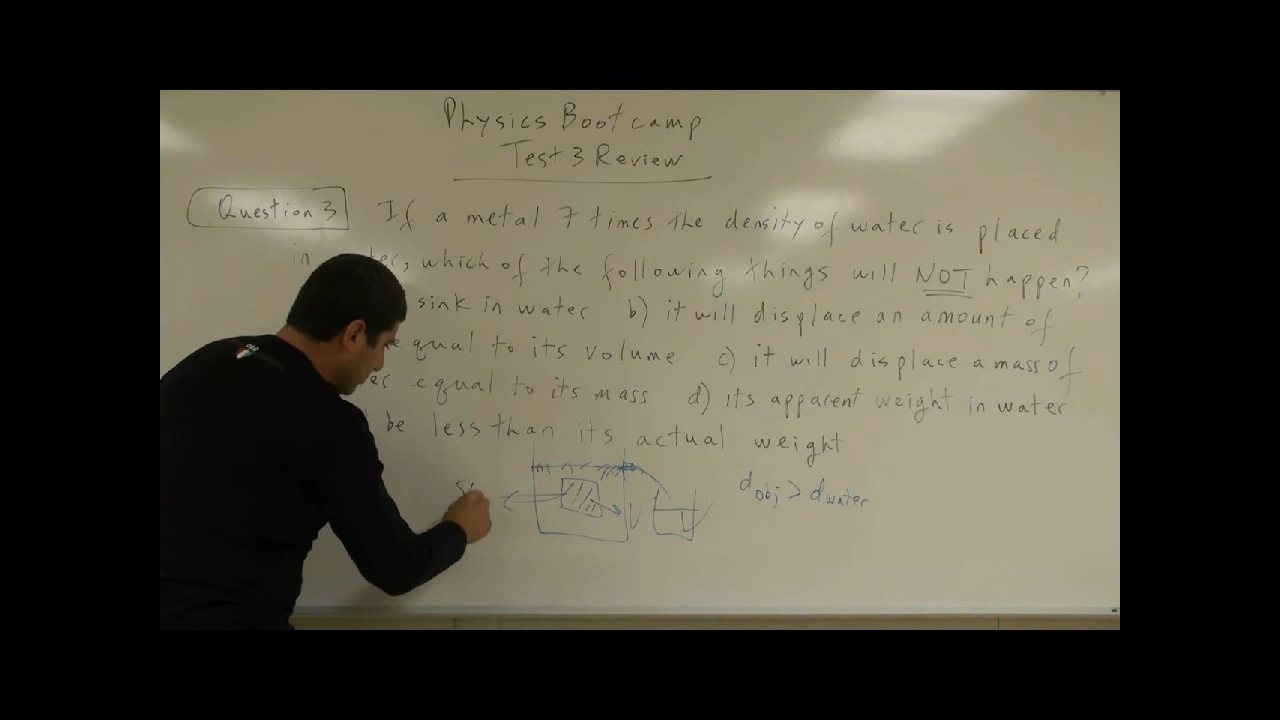 Physics Bootcamp
Test 3 Review
Question 3 If a metal 7 times the density of water is placed
in , which of the following things will NOT happen?
sink in water b) it will displace an amount of
equal to its volume c) it will displace a mass of
equal to its mass d) its apparent weight in water
be less than its actual weight
d obj > d water